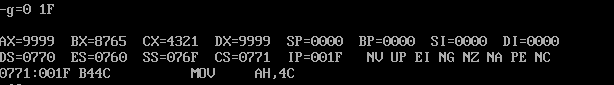 -g=0 1F
AX=9999 BX=8765 CX=4321 DX=9999 SP=0000 BP=0000 SI=0000 DI=0000
DS=0770 ES=0760 SS=076F CS=0771 IP=001F NV UP EI NG NZ NA PE NC
0771:001F B44C MOV AH,4C